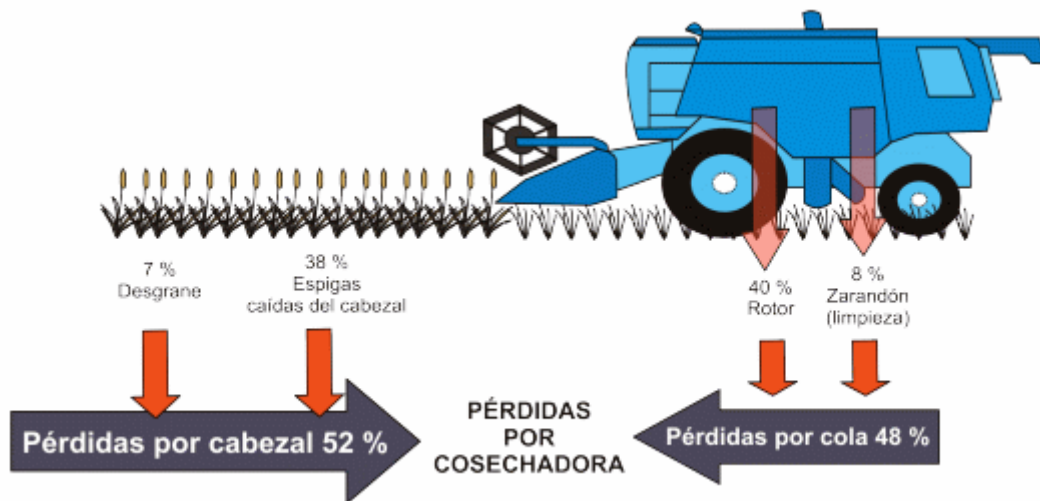 7 %
Desgrane
38 %
Espigas
caídas del cabezal
40 %
Rotor
8 %
Zarandón
(limpieza)
Pérdidas por cabezal 52 %
PÉRDIDAS
POR
COSECHADORA
Pérdidas por cola 48 %